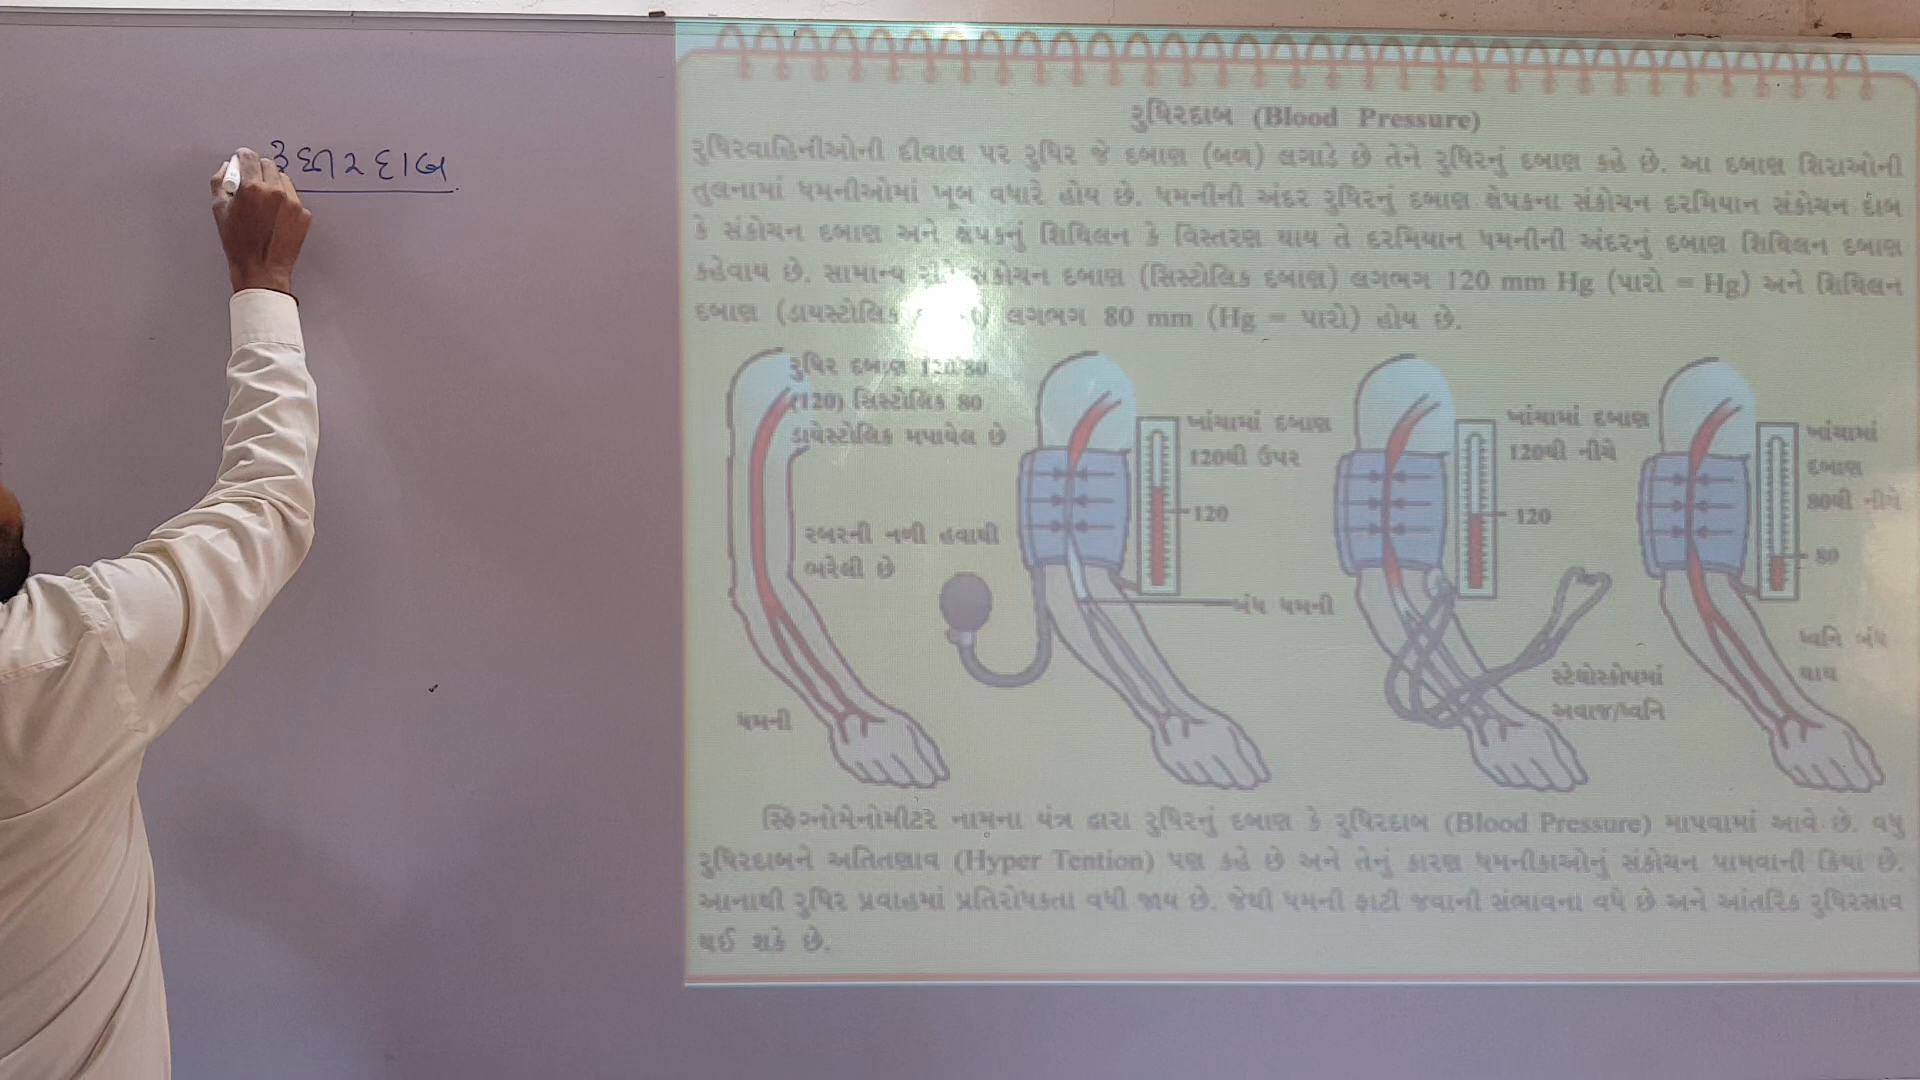 રુધીરદાબ
રુધિરદાબ (Blood Pressure)
રુધિરવાહિનીઓની દીવાલ પર રુધિર જે દબાણ (બળ) લગાડે છે તેને રુધિરનું દબાણ કહે છે. આ દબાણ શિરાઓની
તુલનામાં ધમનીઓમાં ખૂબ વધારે હોય છે. ધમનીની અંદર રુધિરનું દબાણ ક્ષેપકના સંકોચન દરમિયાન સંકોચન દાબ
કે સંકોચન દબાણ અને ક્ષેપકનું શિથિલન કે વિસ્તરણ થાય તે દરમિયાન ધમનીની અંદરનું દબાણ શિથિલન દબાણ
કહેવાય છે. સામાન્ય રીતે સંકોચન દબાણ (સિસ્ટોલિક દબાણ) લગભગ 120 mm Hg (પારો = Hg) અને શિથિલન
દબાણ (ડાયસ્ટોલિક લગભગ 80 mm (Hg = પારો) હોય છે.
રુધિર દબાણ 120/80
(120) સિસ્ટોલિક 80
ડાયેસ્ટોલિક મપાયેલ છે
રબરની નળી હવાથી
ભરેલી છે
ધમની
ખાંચામાં દબાણ
120થી ઉપર
120
બંધ ધમની
ખાંચામાં દબાણ
120થી નીચે
120
સ્ટેથોસ્કોપમાં
અવાજ/ધ્વનિ
ખાંચામાં
દબાણ
80થી નીચે
80
ધ્વનિ બંધ
થાય
સ્ફિગ્નોમેનોમીટર નામના યંત્ર દ્વારા રુધિરનું દબાણ કે રુધિરદાબ (Blood Pressure) માપવામાં આવે છે. વધુ
રુધિરદાબને અતિતણાવ (Hyper Tention) પણ કહે છે અને તેનું કારણ ધમનીકાઓનું સંકોચન પામવાની ક્રિયા છે.
આનાથી રુધિર પ્રવાહમાં પ્રતિરોધકતા વધી જાય છે. જેથી ધમની ફાટી જવાની સંભાવના વધે છે અને આંતરિક રુધિરસ્રાવ
થઈ શકે છે.